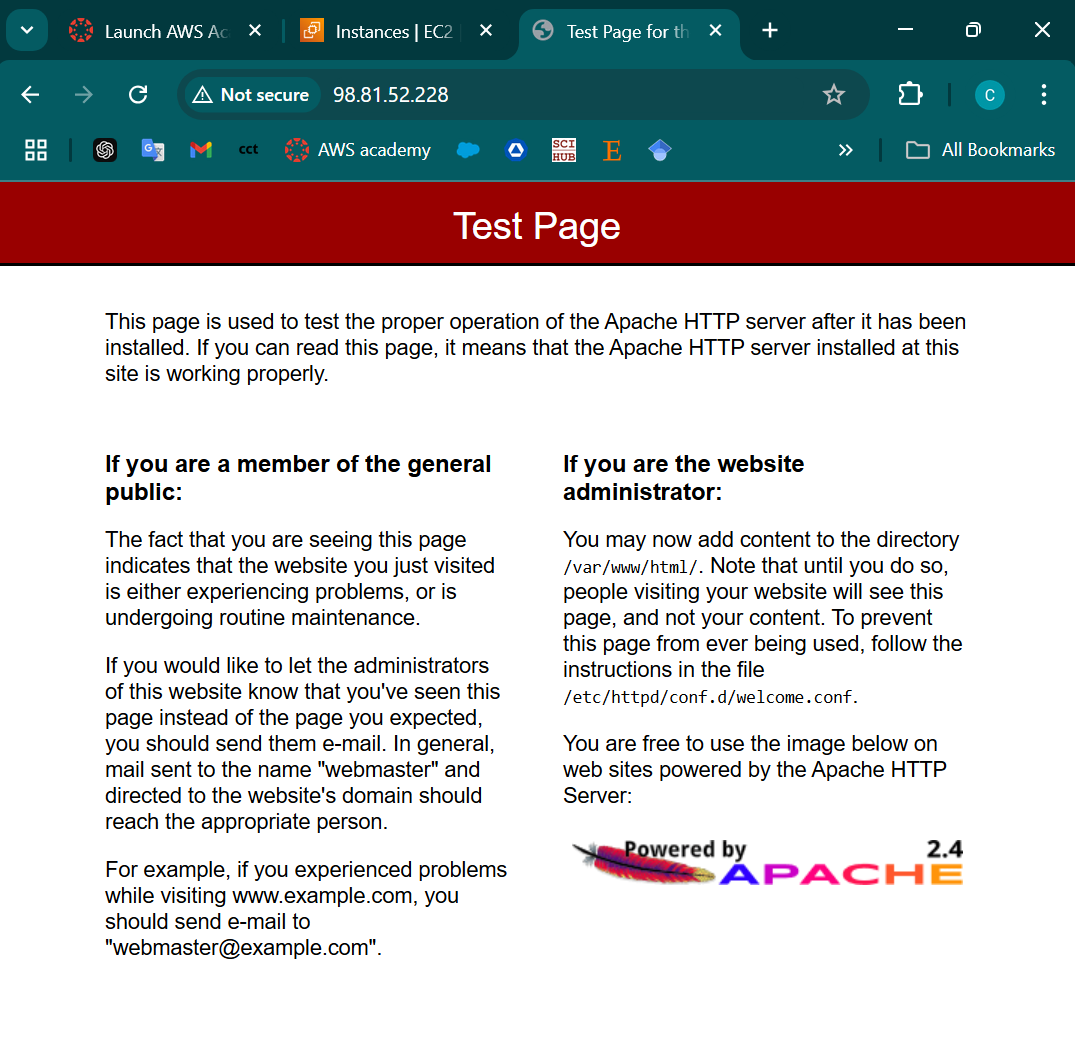 Launch AWS Ac
Instances | EC2
Test Page for th
Not secure
98.81.52.228
C
cct
AWS academy
SCI
HUB
E
All Bookmarks
Test Page
This page is used to test the proper operation of the Apache HTTP server after it has been
installed. If you can read this page, it means that the Apache HTTP server installed at this
site is working properly.
If you are a member of the general
public:
The fact that you are seeing this page
indicates that the website you just visited
is either experiencing problems, or is
undergoing routine maintenance.
If you would like to let the administrators
of this website know that you've seen this
page instead of the page you expected,
you should send them e-mail. In general,
mail sent to the name "webmaster" and
directed to the website's domain should
reach the appropriate person.
For example, if you experienced problems
while visiting www.example.com, you
should send e-mail to
"webmaster@example.com".
If you are the website
administrator:
You may now add content to the directory
/var/www/html/. Note that until you do so,
people visiting your website will see this
page, and not your content. To prevent
this page from ever being used, follow the
instructions in the file
/etc/httpd/conf.d/welcome.conf.
You are free to use the image below on
web sites powered by the Apache HTTP
Server:
Powered by 2.4
APACHE